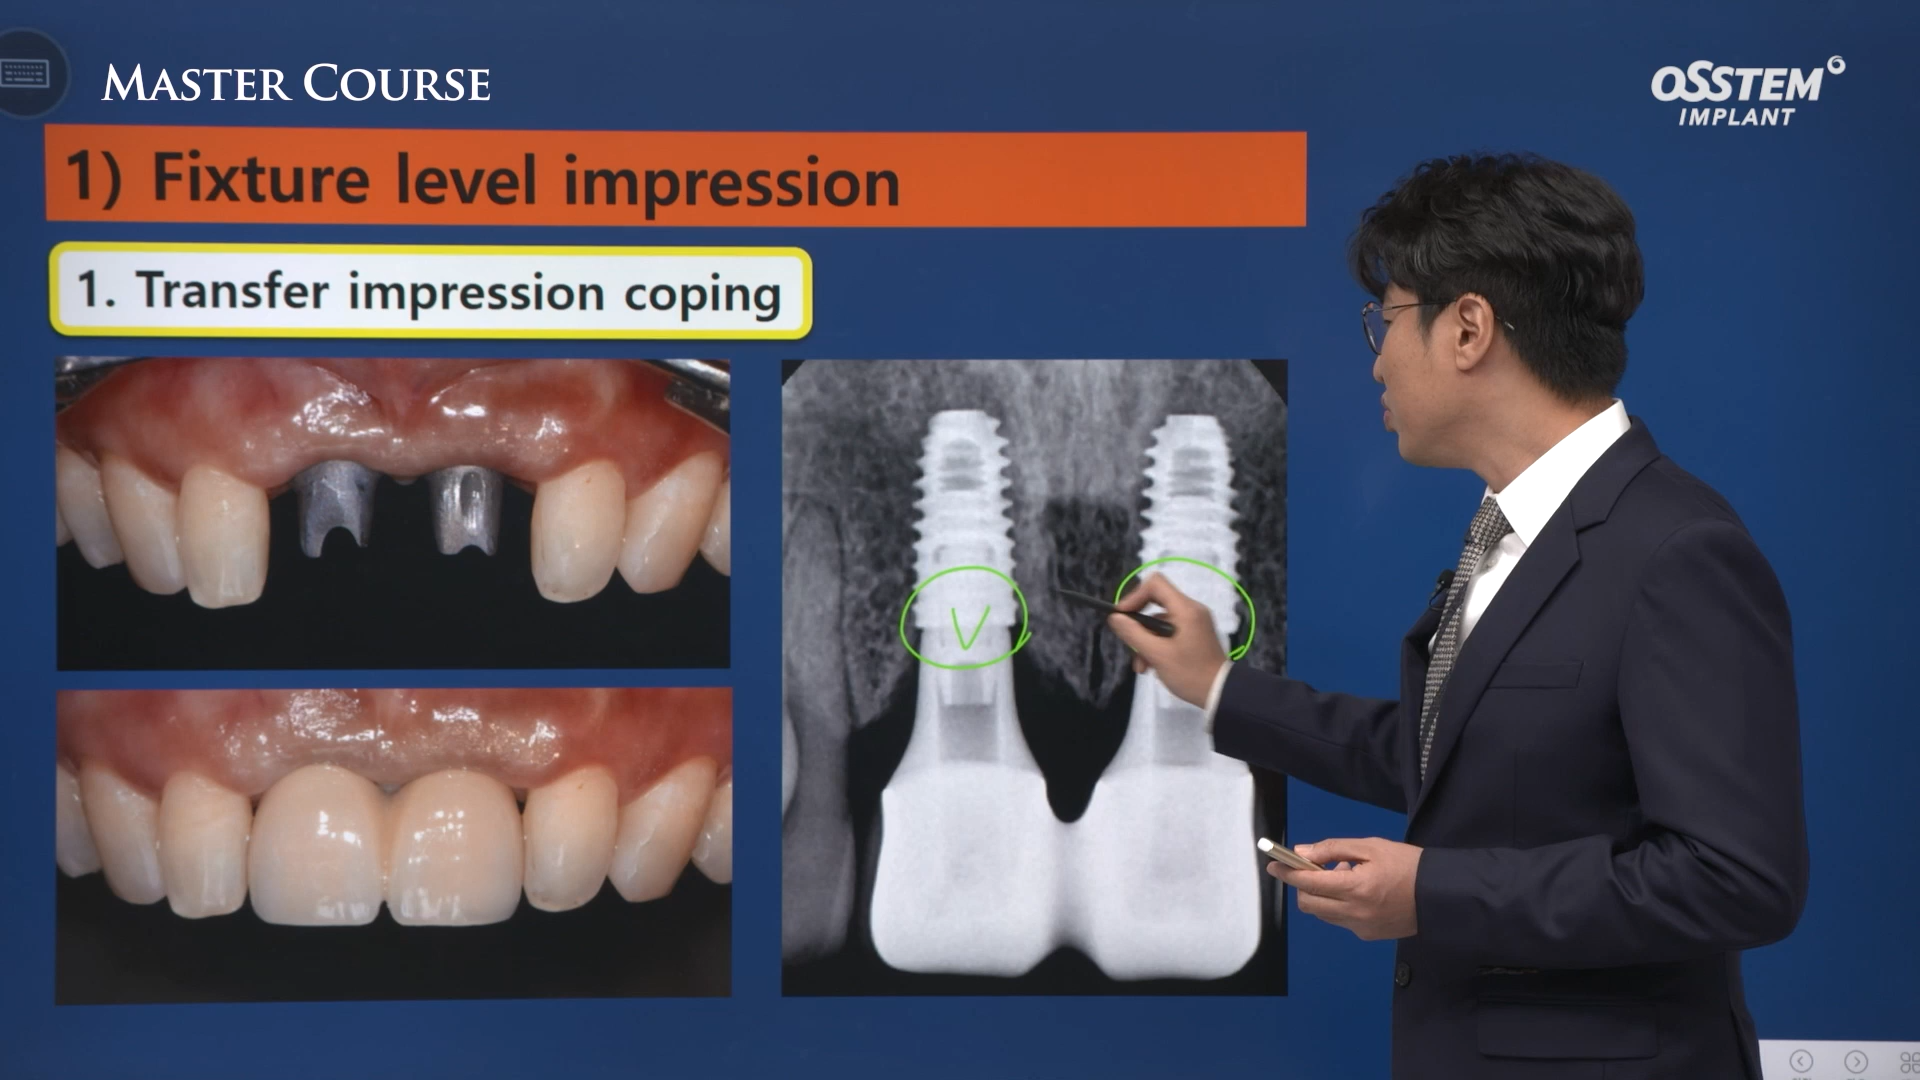 MASTER COURSE
OSSTEM
IMPLANT
1) Fixture level impression
1. Transfer impression coping
V